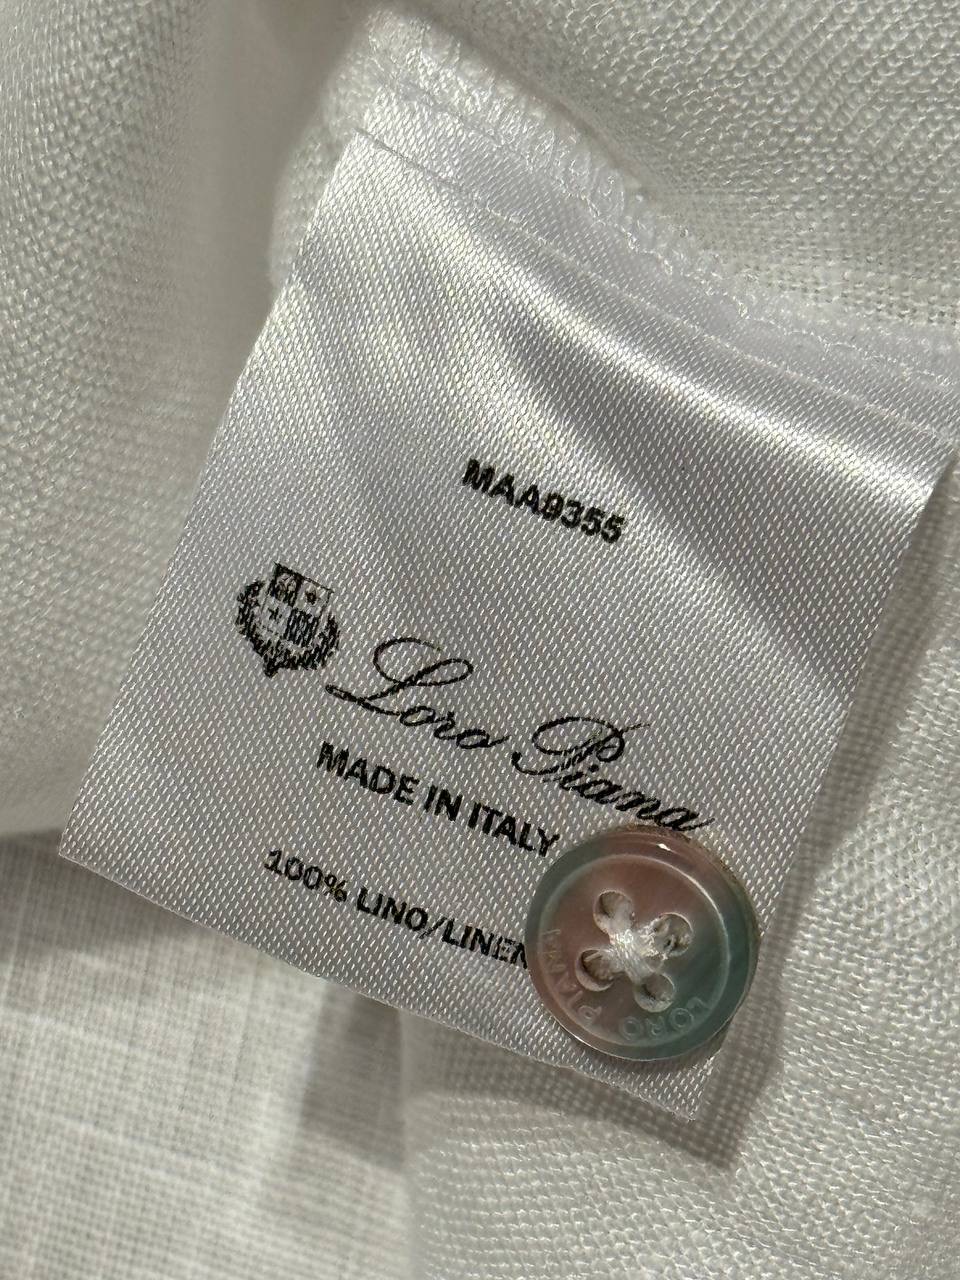 MAA9355
Loro Piana
MADE IN ITALY
100% LINO/LINEN
LORO PIANA